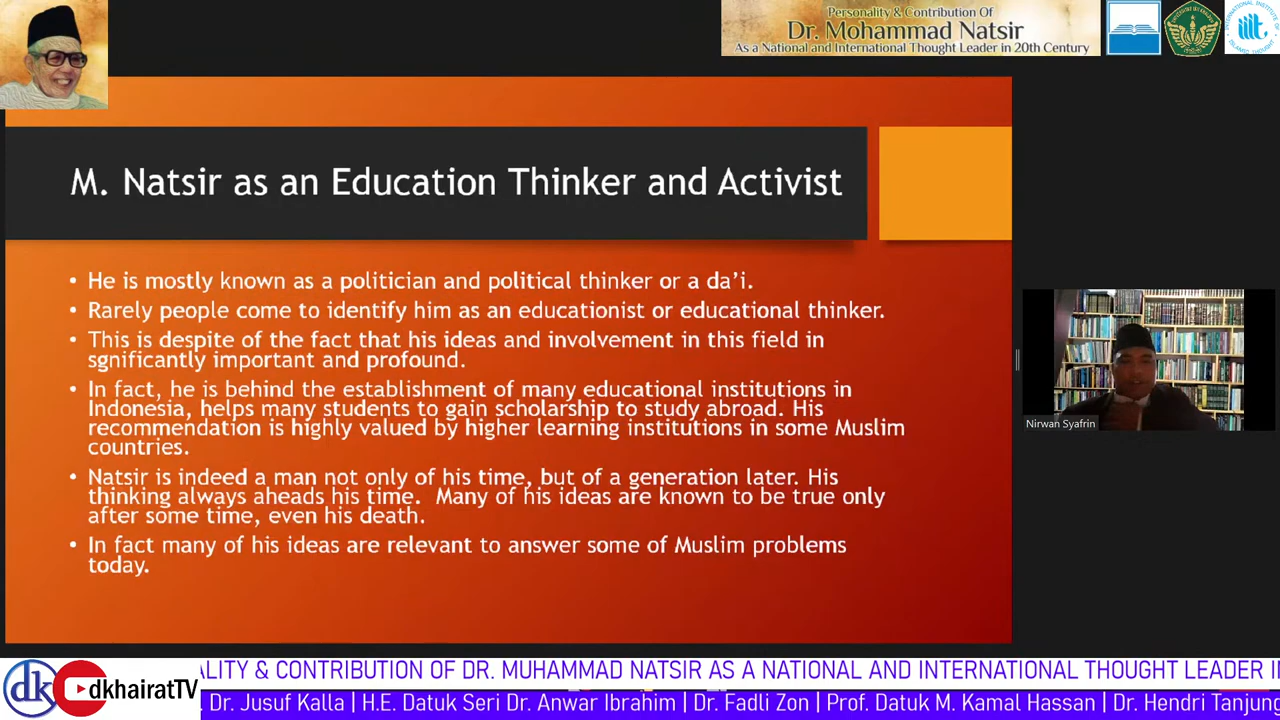 Personality & Contribution Of
Dr. Mohammad Natsir
As a National and International Thought Leader in 20th Century
M. Natsir as an Education Thinker and Activist
• He is mostly known as a politician and political thinker or a da’i.
• Rarely people come to identify him as an educationist or educational thinker.
• This is despite of the fact that his ideas and involvement in this field in
sgnificantly important and profound.
• In fact, he is behind the establishment of many educational institutions in
Indonesia, helps many students to gain scholarship to study abroad. His
recommendation is highly valued by higher learning institutions in some Muslim
countries.
• Natsir is indeed a man not only of his time, but of a generation later. His
thinking always aheads his time. Many of his ideas are known to be true only
after some time, even his death.
• In fact many of his ideas are relevant to answer some of Muslim problems
today.
Nirwan Syafrin
ALITY & CONTRIBUTION OF DR. MUHAMMAD NATSIR AS A NATIONAL AND INTERNATIONAL THOUGHT LEADER I
dk dkhairatTV
. Dr. Jusuf Kalla | H.E. Datuk Seri Dr. Anwar Ibrahim | Dr. Fadli Zon | Prof. Datuk M. Kamal Hassan | Dr. Hendri Tanjung